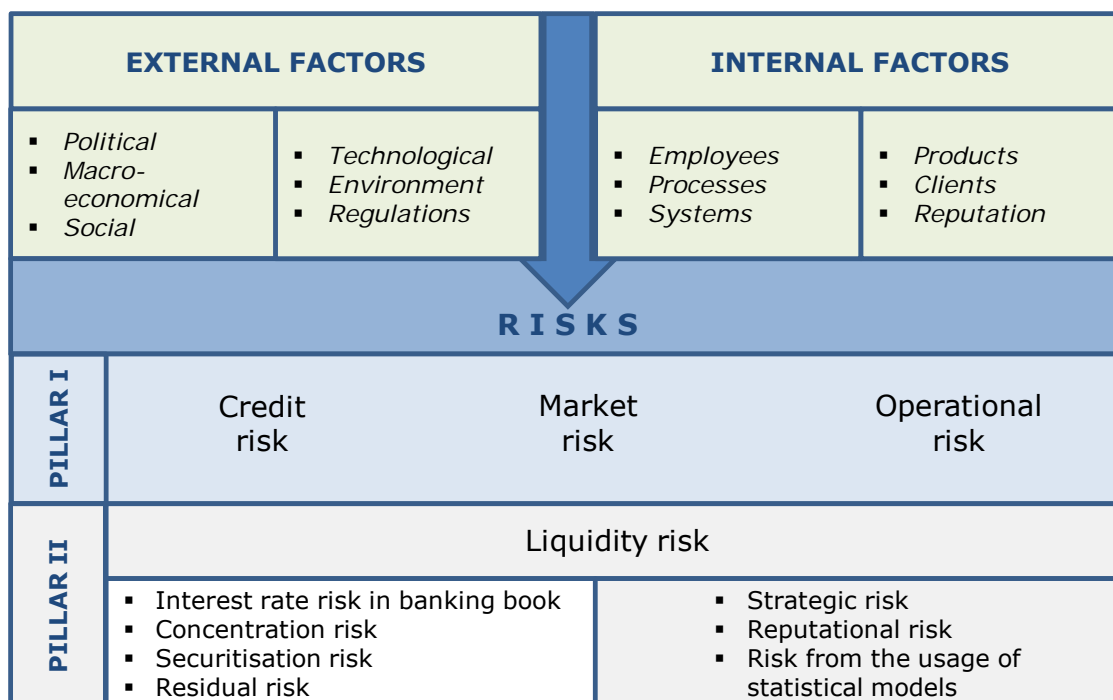 EXTERNAL FACTORS
INTERNAL FACTORS
▪ Political
▪ Macro-
economical
▪ Social
▪ Technological
▪ Environment
▪ Regulations
▪ Employees
▪ Processes
▪ Systems
▪ Products
▪ Clients
▪ Reputation
R I S K S
PILLAR I
Credit
risk
Market
risk
Operational
risk
PILLAR II
Liquidity risk
▪ Interest rate risk in banking book
▪ Concentration risk
▪ Securitisation risk
▪ Residual risk
▪ Strategic risk
▪ Reputational risk
▪ Risk from the usage of
statistical models